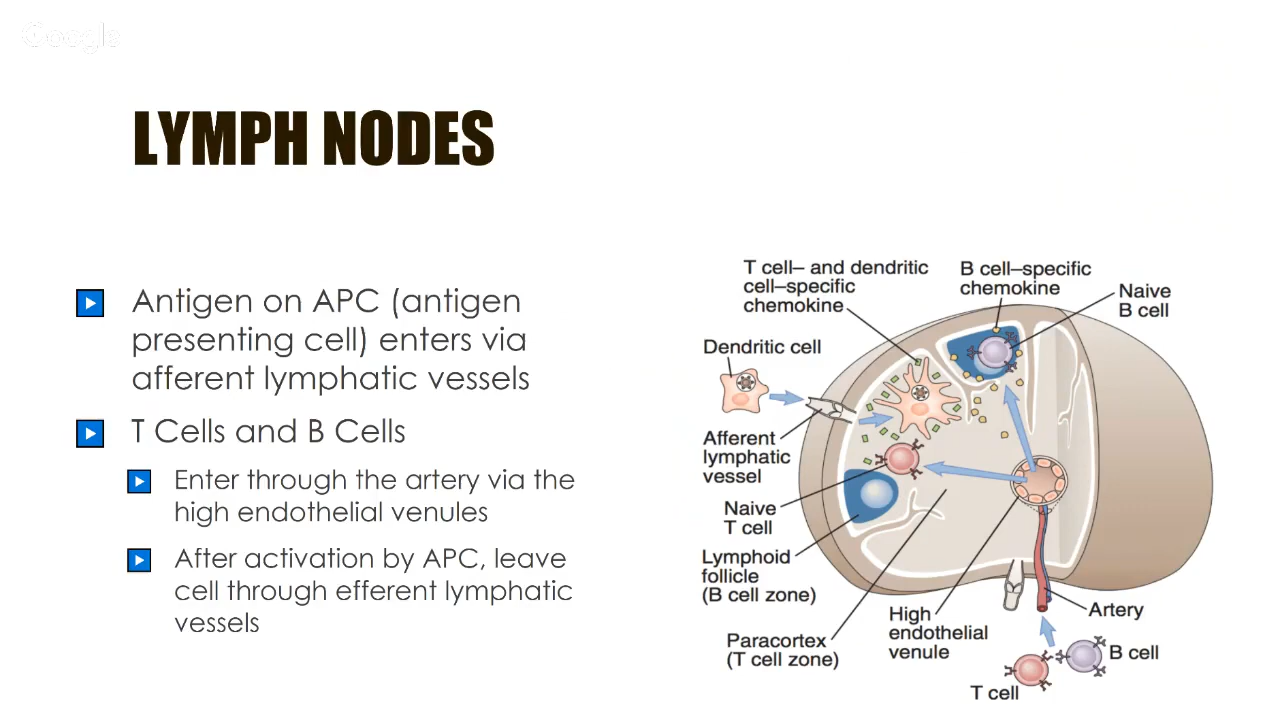 Google
LYMPH NODES
Antigen on APC (antigen
presenting cell) enters via
afferent lymphatic vessels
T Cells and B Cells
Enter through the artery via the
high endothelial venules
After activation by APC, leave
cell through efferent lymphatic
vessels
T cell– and dendritic
cell–specific
chemokine
B cell–specific
chemokine
Naive
B cell
Dendritic cell
Afferent
lymphatic
vessel
Naive
T cell
Lymphoid
follicle
(B cell zone)
Paracortex
(T cell zone)
High
endothelial
venule
Artery
B cell
T cell